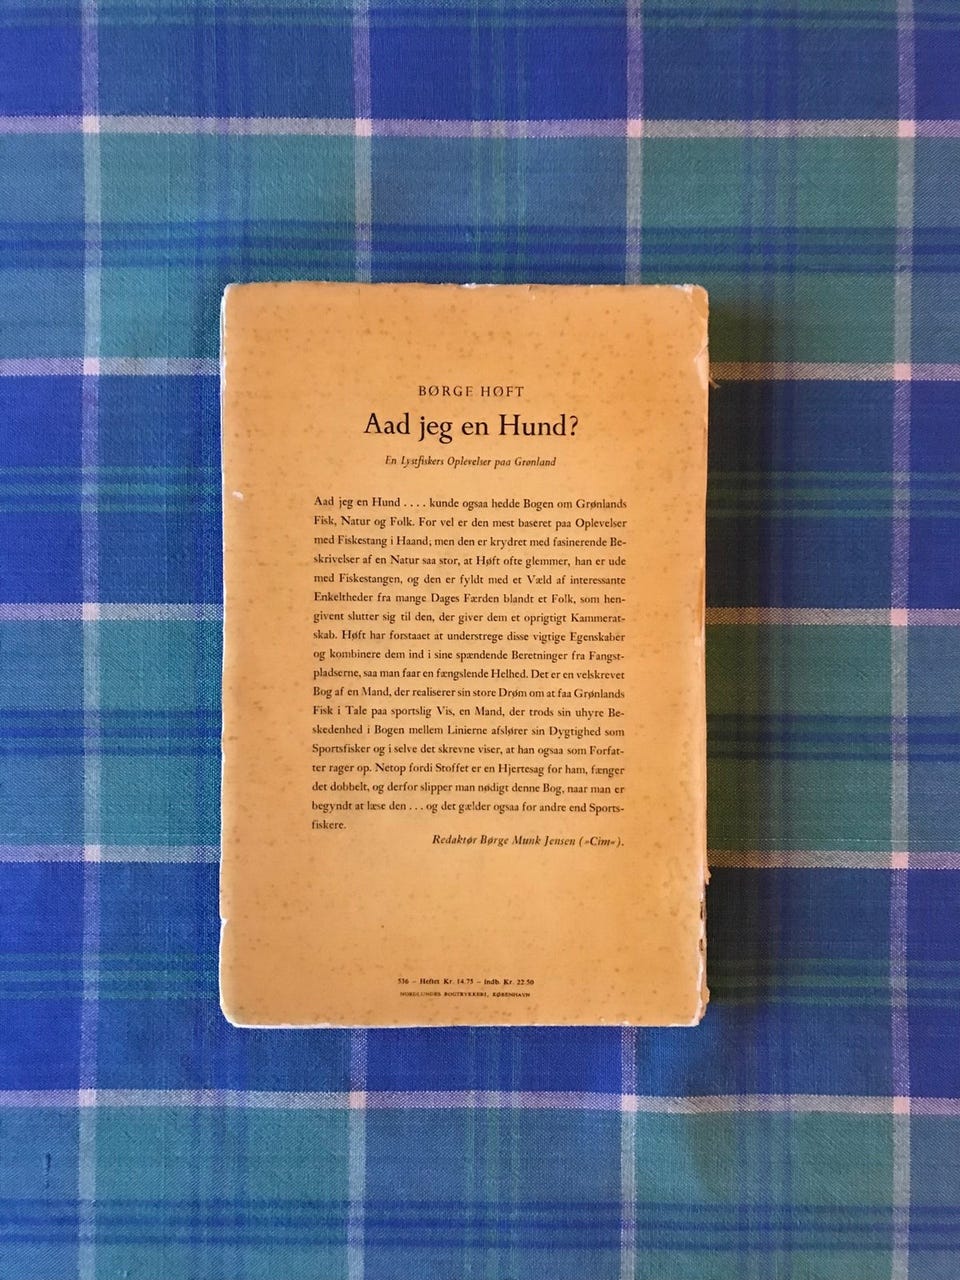 BØRGE HØFT
Aad jeg en Hund?
En Lystfiskers Oplevelser paa Grønland
Aad jeg en Hund . . . . kunde ogsaa hedde Bogen om Grønlands
Fisk, Natur og Folk. For vel er den mest baseret paa Oplevelser
med Fiskestang i Haand; men den er krydret med fasinerende Be-
skrivelser af en Natur saa stor, at Høft ofte glemmer, han er ude
med Fiskestangen, og den er fyldt med et Væld af interessante
Enkeltheder fra mange Dages Færden blandt et Folk, som hen-
givent slutter sig til den, der giver dem et oprigtigt Kammerat-
skab. Høft har forstaaet at understrege disse vigtige Egenskaber
og kombinere dem ind i sine spændende Beretninger fra Fangst-
pladserne, saa man faar en fængslende Helhed. Det er en velskrevet
Bog af en Mand, der realiserer sin store Drøm om at faa Grønlands
Fisk i Tale paa sportslig Vis, en Mand, der trods sin uhyre Be-
skedenhed i Bogen mellem Linierne afslører sin Dygtighed som
Sportsfisker og i selve det skrevne viser, at han ogsaa som Forfat-
ter rager op. Netop fordi Stoffet er en Hjertesag for ham, fænger
det dobbelt, og derfor slipper man nødigt denne Bog, naar man er
begyndt at læse den . . . og det gælder ogsaa for andre end Sports-
fiskere.
Redaktør Børge Munk Jensen (»Cim«).
536 – Heftet Kr. 14.75 – Indb. Kr. 22.50
NORDLUNDES BOGTRYKKERI, KØBENHAVN